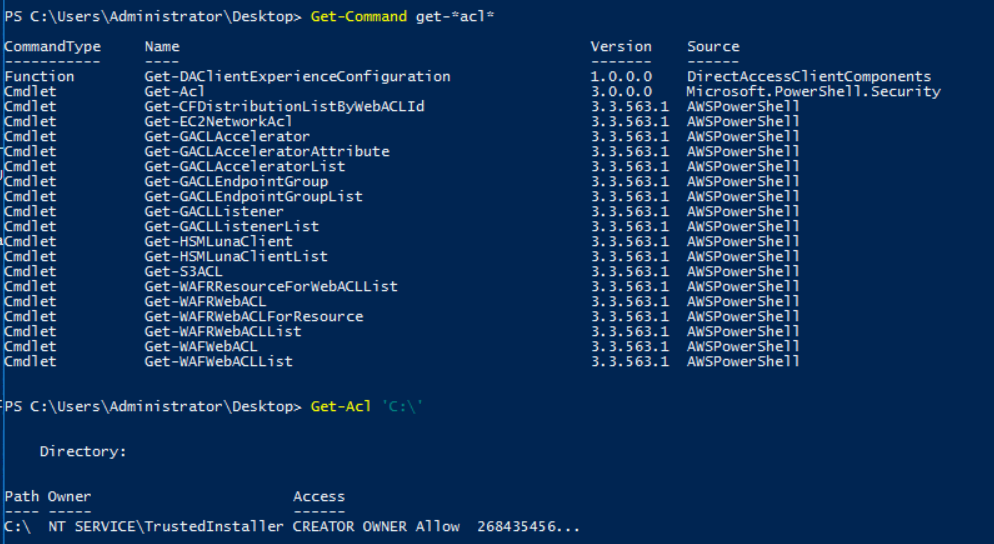 PS C:\Users\Administrator\Desktop> Get-Command get-*acl*
CommandType Name Version Source
----------- ---- ------- ------
Function Get-DAClientExperienceConfiguration 1.0.0.0 DirectAccessClientComponents
Cmdlet Get-Acl 3.0.0.0 Microsoft.PowerShell.Security
Cmdlet Get-CFDistributionListByWebACLId 3.3.563.1 AWSPowerShell
Cmdlet Get-EC2NetworkAcl 3.3.563.1 AWSPowerShell
Cmdlet Get-GACLAccelerator 3.3.563.1 AWSPowerShell
Cmdlet Get-GACLAcceleratorAttribute 3.3.563.1 AWSPowerShell
Cmdlet Get-GACLAcceleratorList 3.3.563.1 AWSPowerShell
Cmdlet Get-GACLEndpointGroup 3.3.563.1 AWSPowerShell
Cmdlet Get-GACLEndpointGroupList 3.3.563.1 AWSPowerShell
Cmdlet Get-GACLListener 3.3.563.1 AWSPowerShell
Cmdlet Get-GACLListenerList 3.3.563.1 AWSPowerShell
Cmdlet Get-HSMLunaClient 3.3.563.1 AWSPowerShell
Cmdlet Get-HSMLunaClientList 3.3.563.1 AWSPowerShell
Cmdlet Get-S3ACL 3.3.563.1 AWSPowerShell
Cmdlet Get-WAFRResourceForWebACLList 3.3.563.1 AWSPowerShell
Cmdlet Get-WAFRWebACL 3.3.563.1 AWSPowerShell
Cmdlet Get-WAFRWebACLForResource 3.3.563.1 AWSPowerShell
Cmdlet Get-WAFRWebACLList 3.3.563.1 AWSPowerShell
Cmdlet Get-WAFWebACL 3.3.563.1 AWSPowerShell
Cmdlet Get-WAFWebACLList 3.3.563.1 AWSPowerShell
PS C:\Users\Administrator\Desktop> Get-Acl 'C:\'
Directory:
Path Owner Access
---- ----- ------
C:\ NT SERVICE\TrustedInstaller CREATOR OWNER Allow 268435456...